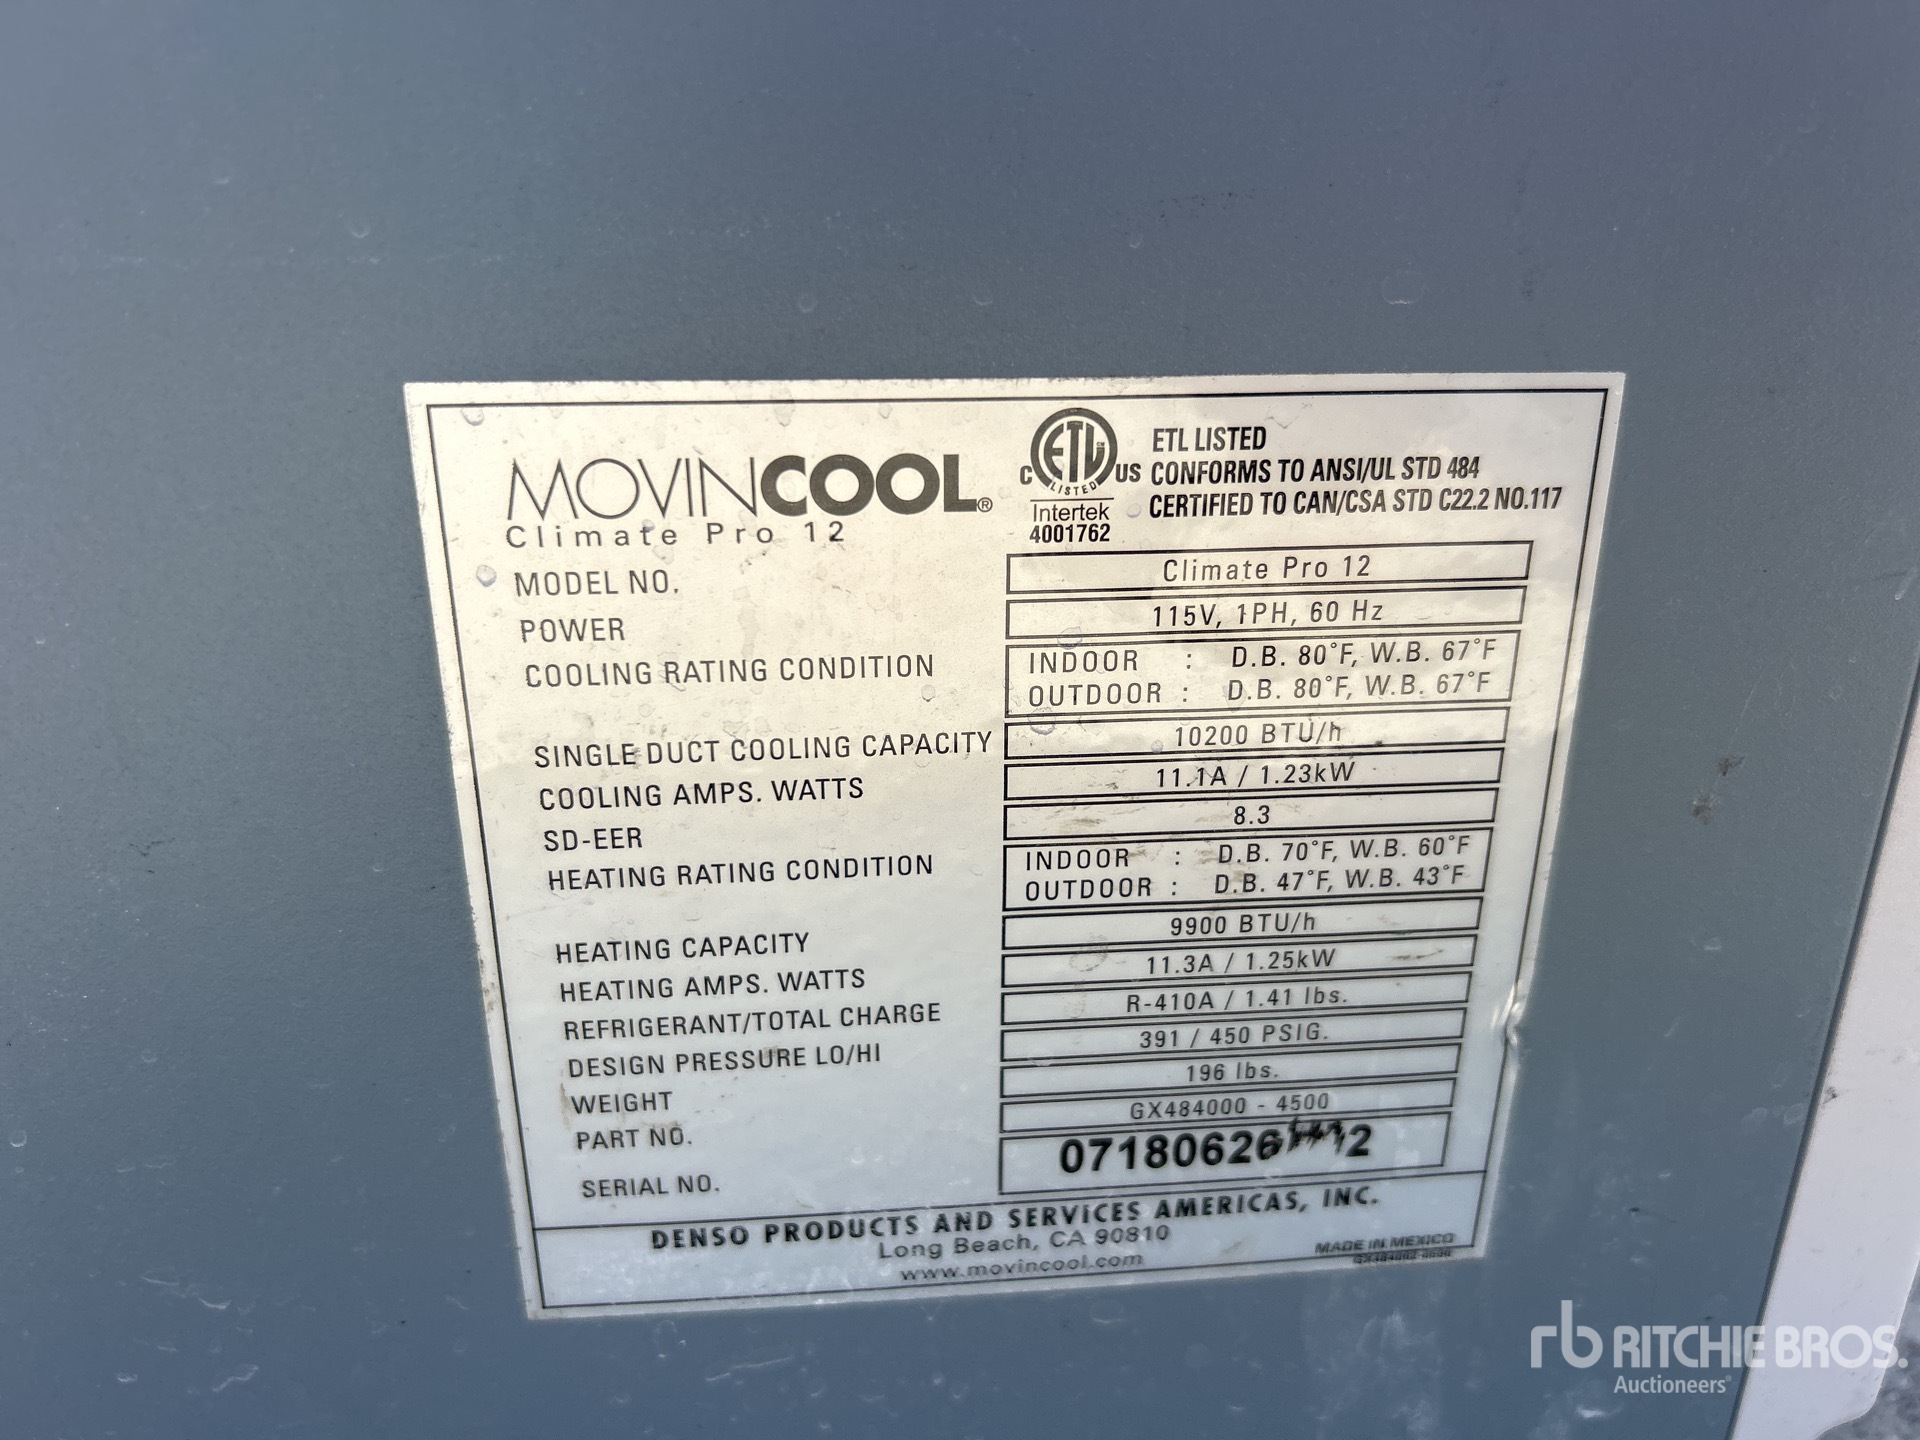 MOVINCOOL®
Climate Pro 12
C ETL CM LISTED US
Intertek
4001762
ETL LISTED
CONFORMS TO ANSI/UL STD 484
CERTIFIED TO CAN/CSA STD C22.2 NO.117
MODEL NO. Climate Pro 12
POWER 115V, 1PH, 60 Hz
COOLING RATING CONDITION INDOOR : D.B. 80°F, W.B. 67°F
OUTDOOR : D.B. 80°F, W.B. 67°F
SINGLE DUCT COOLING CAPACITY 10200 BTU/h
COOLING AMPS. WATTS 11.1A / 1.23kW
SD-EER 8.3
HEATING RATING CONDITION INDOOR : D.B. 70°F, W.B. 60°F
OUTDOOR : D.B. 47°F, W.B. 43°F
HEATING CAPACITY 9900 BTU/h
HEATING AMPS. WATTS 11.3A / 1.25kW
REFRIGERANT/TOTAL CHARGE R-410A / 1.41 lbs.
DESIGN PRESSURE LO/HI 391 / 450 PSIG.
WEIGHT 196 lbs.
PART NO. GX484000 - 4500
SERIAL NO.
DENSO PRODUCTS AND SERVICES AMERICAS, INC.
Long Beach, CA 90810
www.movincool.com
MADE IN MEXICO
rb RITCHIE BROS.
Auctioneers